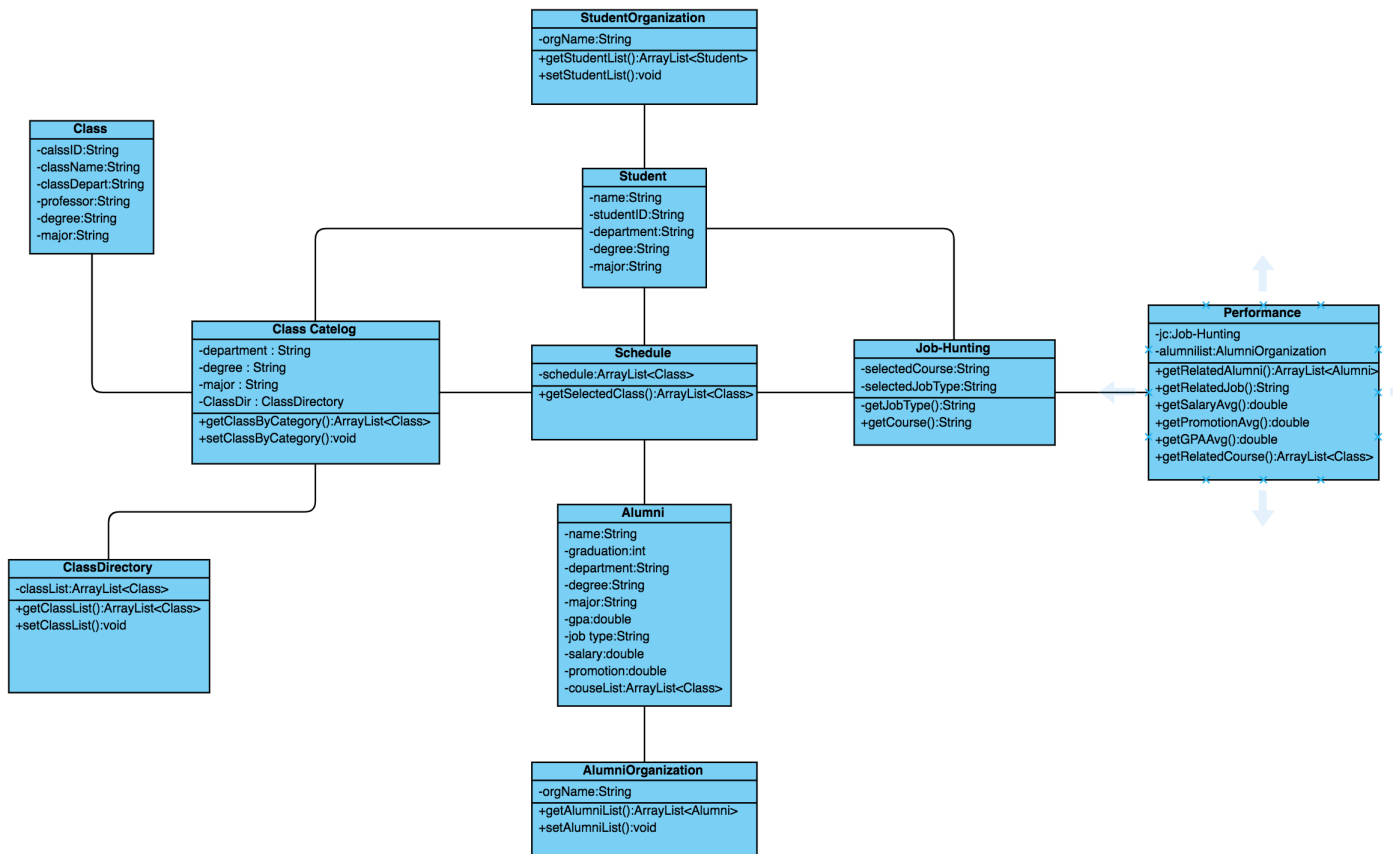 StudentOrganization
-orgName:String
+getStudentList():ArrayList<Student>
+setStudentList():void
Class
-calssID:String
-className:String
-classDepart:String
-professor:String
-degree:String
-major:String
Student
-name:String
-studentID:String
-department:String
-degree:String
-major:String
Class Catelog
-department : String
-degree : String
-major : String
-ClassDir : ClassDirectory
+getClassByCategory():ArrayList<Class>
+setClassByCategory():void
Schedule
-schedule:ArrayList<Class>
+getSelectedClass():ArrayList<Class>
Job-Hunting
-selectedCourse:String
-selectedJobType:String
-getJobType():String
+getCourse():String
Performance
-jc:Job-Hunting
-alumnilist:AlumniOrganization
+getRelatedAlumni():ArrayList<Alumni>
+getRelatedJob():String
+getSalaryAvg():double
+getPromotionAvg():double
+getGPAAvg():double
+getRelatedCourse():ArrayList<Class>
ClassDirectory
-classList:ArrayList<Class>
+getClassList():ArrayList<Class>
+setClassList():void
Alumni
-name:String
-graduation:int
-department:String
-degree:String
-major:String
-gpa:double
-job type:String
-salary:double
-promotion:double
-couseList:ArrayList<Class>
AlumniOrganization
-orgName:String
+getAlumniList():ArrayList<Alumni>
+setAlumniList():void